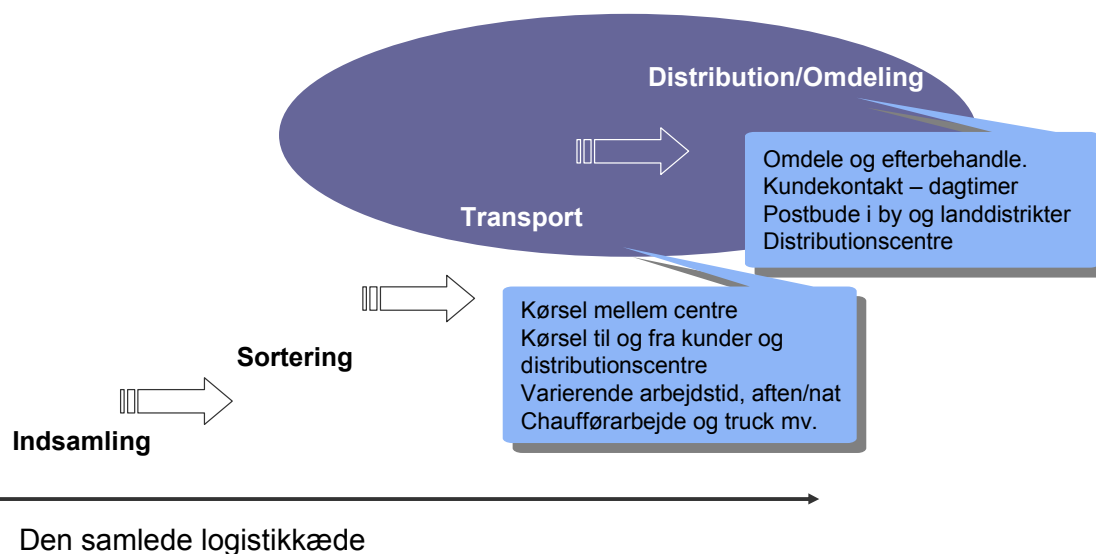 Distribution/Omdeling
Omdele og efterbehandle.
Kundekontakt – dagtimer
Postbude i by og landdistrikter
Distributionscentre
Transport
Kørsel mellem centre
Kørsel til og fra kunder og
distributionscentre
Varierende arbejdstid, aften/nat
Chaufførarbejde og truck mv.
Sortering
Indsamling
Den samlede logistikkæde